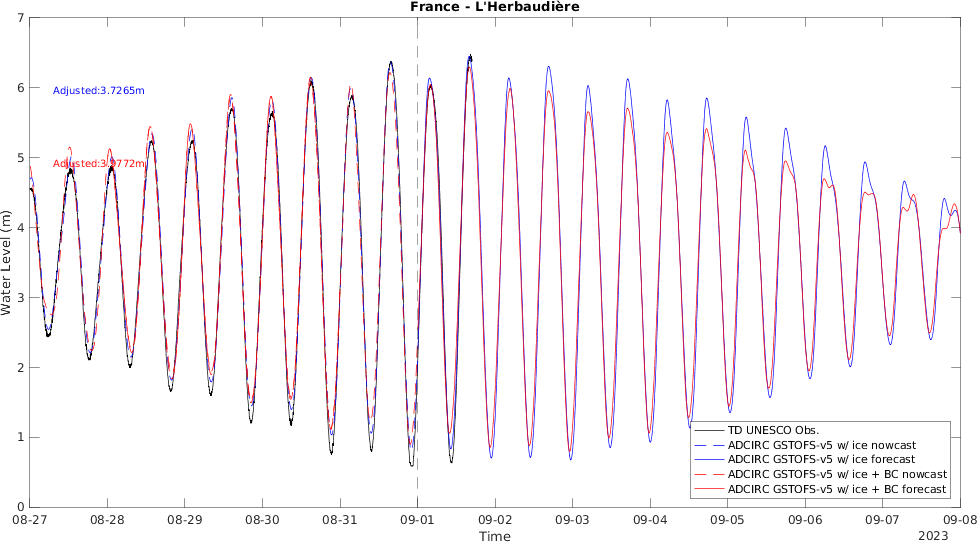 France - L'Herbaudière
7
6
5
4
3
2
1
0
Water Level (m)
Adjusted:3.7265m
Adjusted:3.9772m
TD UNESCO Obs.
ADCIRC GSTOFS-v5 w/ ice nowcast
ADCIRC GSTOFS-v5 w/ ice forecast
ADCIRC GSTOFS-v5 w/ ice + BC nowcast
ADCIRC GSTOFS-v5 w/ ice + BC forecast
08-27 08-28 08-29 08-30 08-31 09-01 09-02 09-03 09-04 09-05 09-06 09-07 09-08
Time
2023